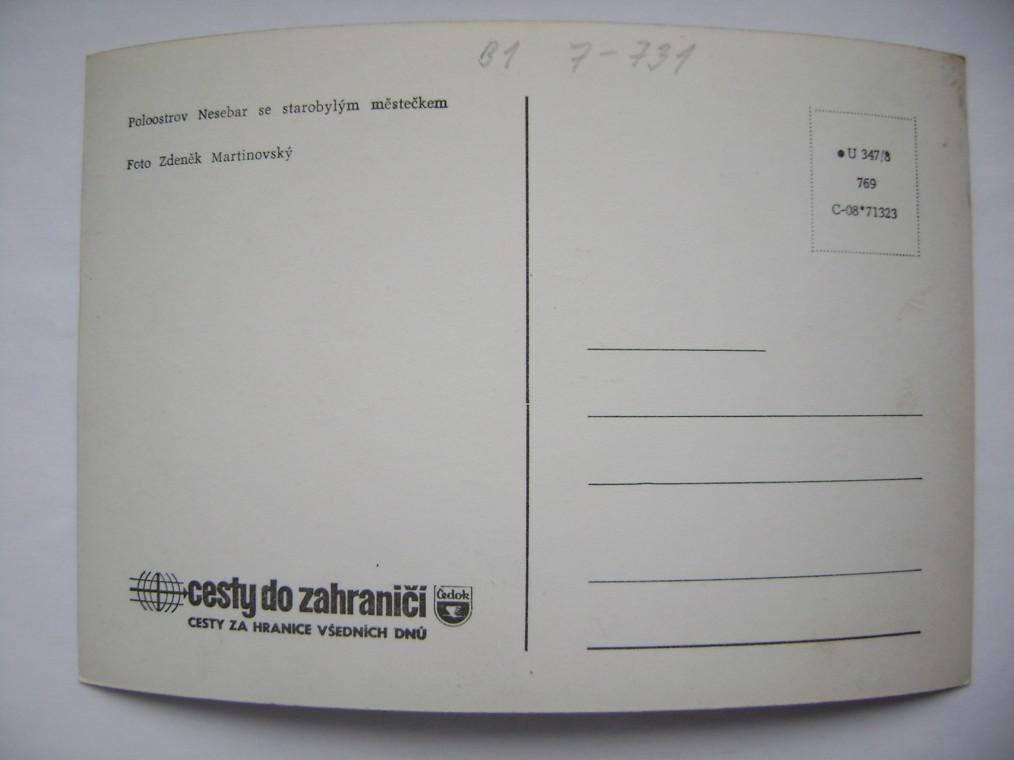 B1 7-731
Poloostrov Nesebar se starobylým městečkem
Foto Zdeněk Martinovský
● U 347/8
769
C-08*71323
cesty do zahraničí
Čedok
CESTY ZA HRANICE VŠEDNÍCH DNŮ